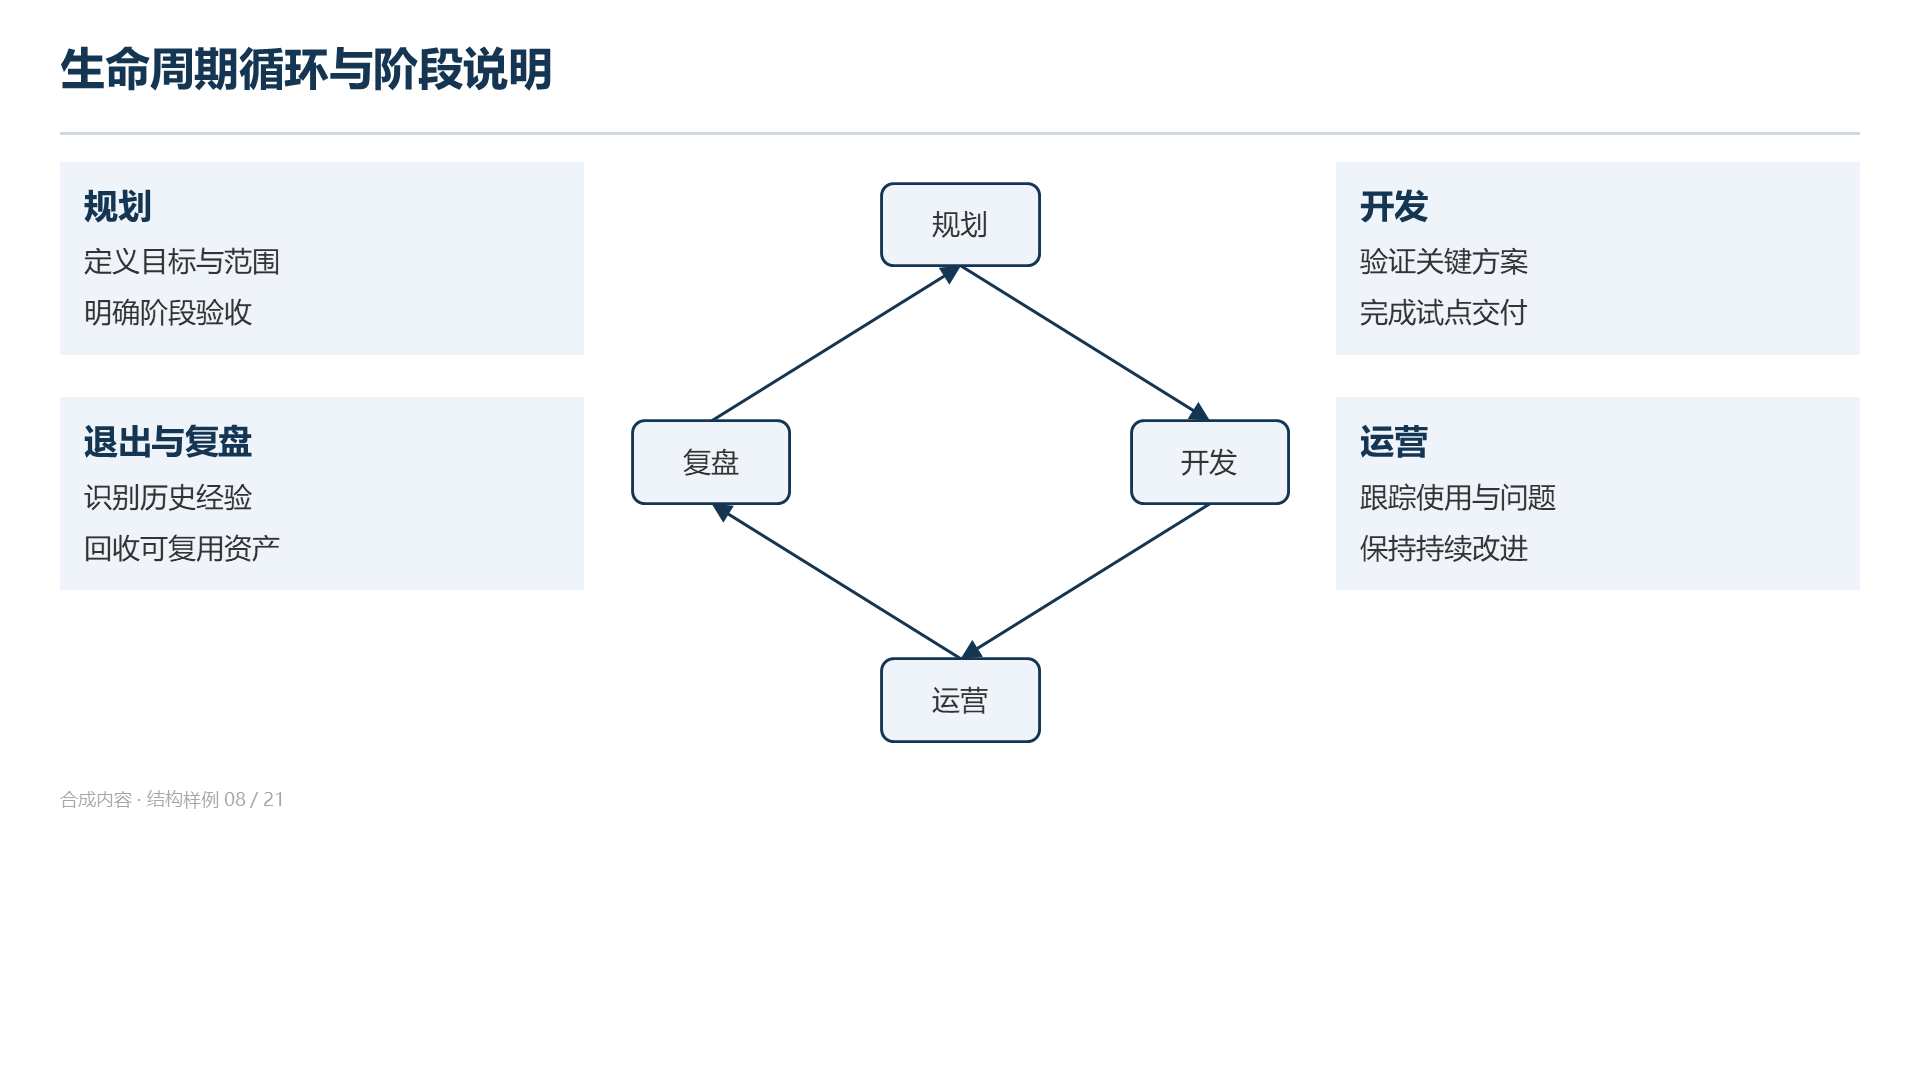 生命周期循环与阶段说明
规划
定义目标与范围
明确阶段验收
退出与复盘
识别历史经验
回收可复用资产
规划
复盘
开发
运营
开发
验证关键方案
完成试点交付
运营
跟踪使用与问题
保持持续改进
合成内容 · 结构样例 08 / 21